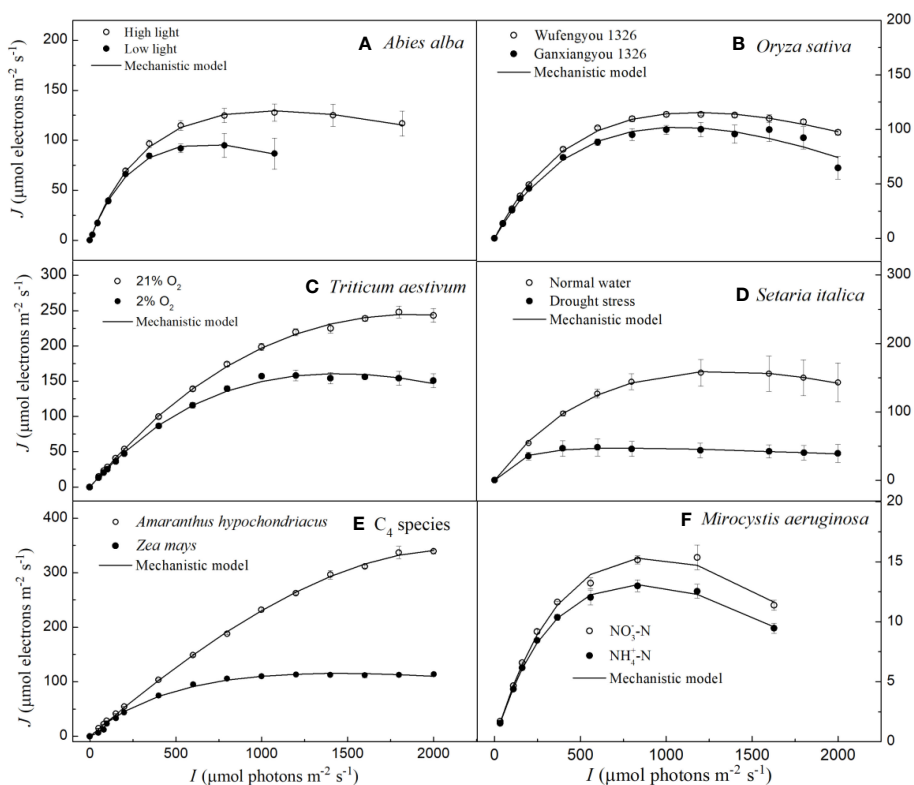 High light
Low light
Mechanistic model
A Abies alba
J (μmol electrons m⁻² s⁻¹)
200
150
100
50
0
Wufengyou 1326
Ganxiangyou 1326
Mechanistic model
B Oryza sativa
200
150
100
50
0
21% O₂
2% O₂
Mechanistic model
C Triticum aestivum
J (μmol electrons m⁻² s⁻¹)
300
250
200
150
100
50
0
Normal water
Drought stress
Mechanistic model
D Setaria italica
300
200
100
0
Amaranthus hypochondriacus
Zea mays
Mechanistic model
E C₄ species
J (μmol electrons m⁻² s⁻¹)
400
300
200
100
0
0 500 1000 1500 2000
I (μmol photons m⁻² s⁻¹)
F Mirocystis aeruginosa
NO₃⁻-N
NH₄⁺-N
Mechanistic model
20
15
10
5
0
0 500 1000 1500 2000
I (μmol photons m⁻² s⁻¹)